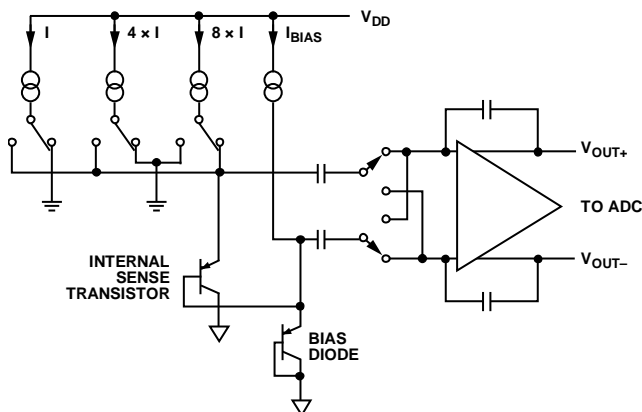 V_DD
I
4 × I
8 × I
I_BIAS
V_OUT+
TO ADC
INTERNAL
SENSE
TRANSISTOR
V_OUT–
BIAS
DIODE